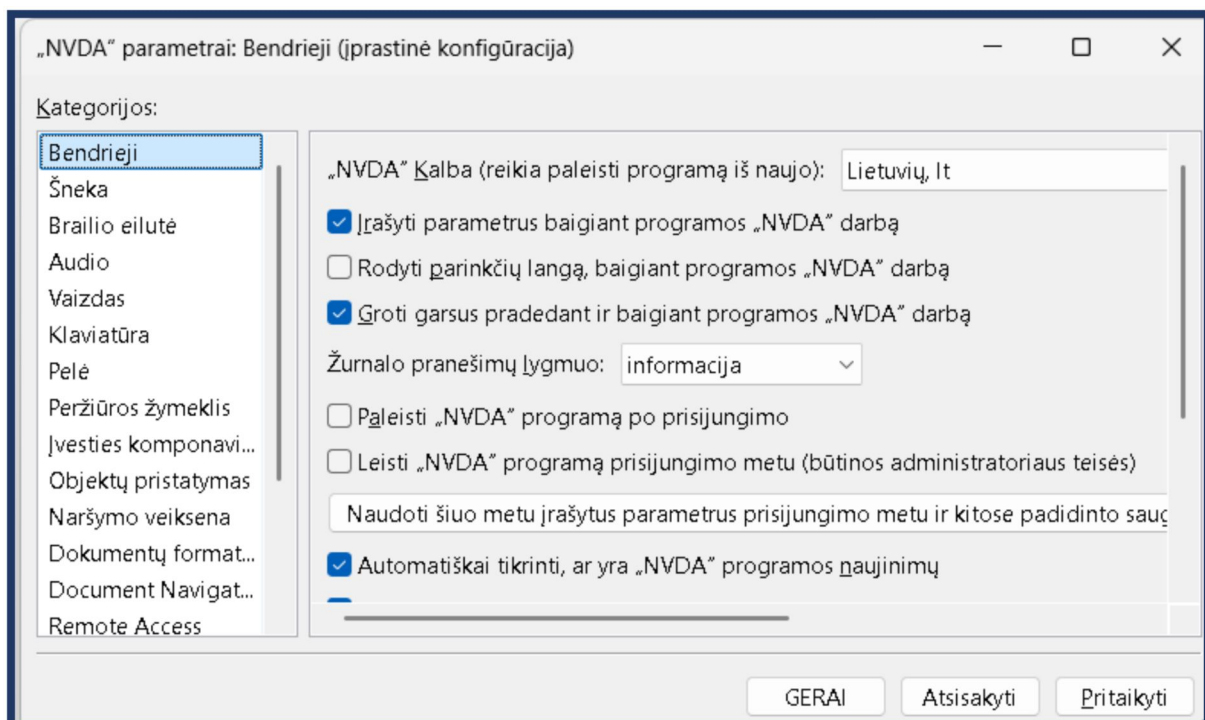 „NVDA” parametrai: Bendrieji (įprastinė konfigūracija)
Kategorijos:
Bendrieji
Šneka
Brailio eilutė
Audio
Vaizdas
Klaviatūra
Pelė
Peržiūros žymeklis
Įvesties komponavi...
Objektų pristatymas
Naršymo veiksena
Dokumentų format...
Document Navigat...
Remote Access
„NVDA” Kalba (reikia paleisti programą iš naujo): Lietuvių, lt
Įrašyti parametrus baigiant programos „NVDA” darbą
Rodyti parinkčių langą, baigiant programos „NVDA” darbą
Groti garsus pradedant ir baigiant programos „NVDA” darbą
Žurnalo pranešimų lygmuo: informacija
Paleisti „NVDA” programą po prisijungimo
Leisti „NVDA” programą prisijungimo metu (būtinos administratoriaus teisės)
Naudoti šiuo metu įrašytus parametrus prisijungimo metu ir kitose padidinto saug
Automatiškai tikrinti, ar yra „NVDA” programos naujinimų
GERAI Atsisakyti Pritaikyti